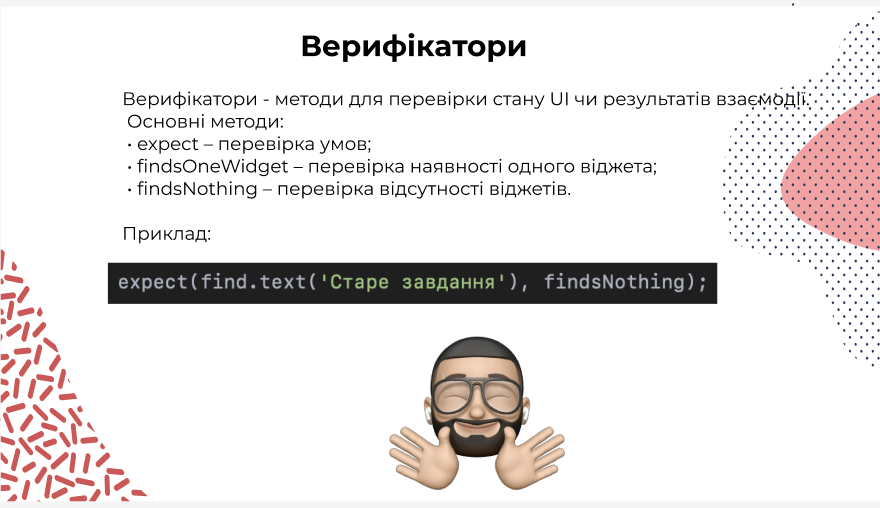 Верифікатори
Верифікатори - методи для перевірки стану UI чи результатів взаємодії.
Основні методи:
• expect – перевірка умов;
• findsOneWidget – перевірка наявності одного віджета;
• findsNothing – перевірка відсутності віджетів.
Приклад:
expect(find.text('Старе завдання'), findsNothing);